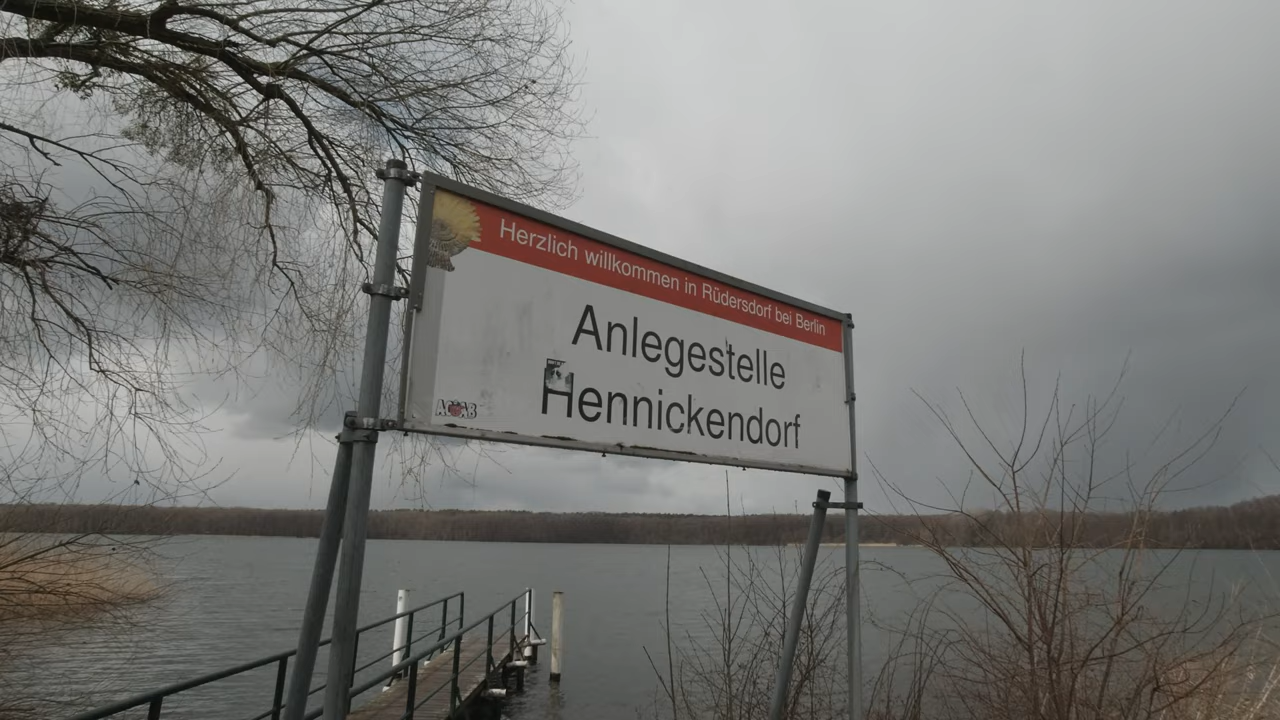 Herzlich willkommen in Rüdersdorf bei Berlin
Anlegestelle
Hennickendorf
ACAB